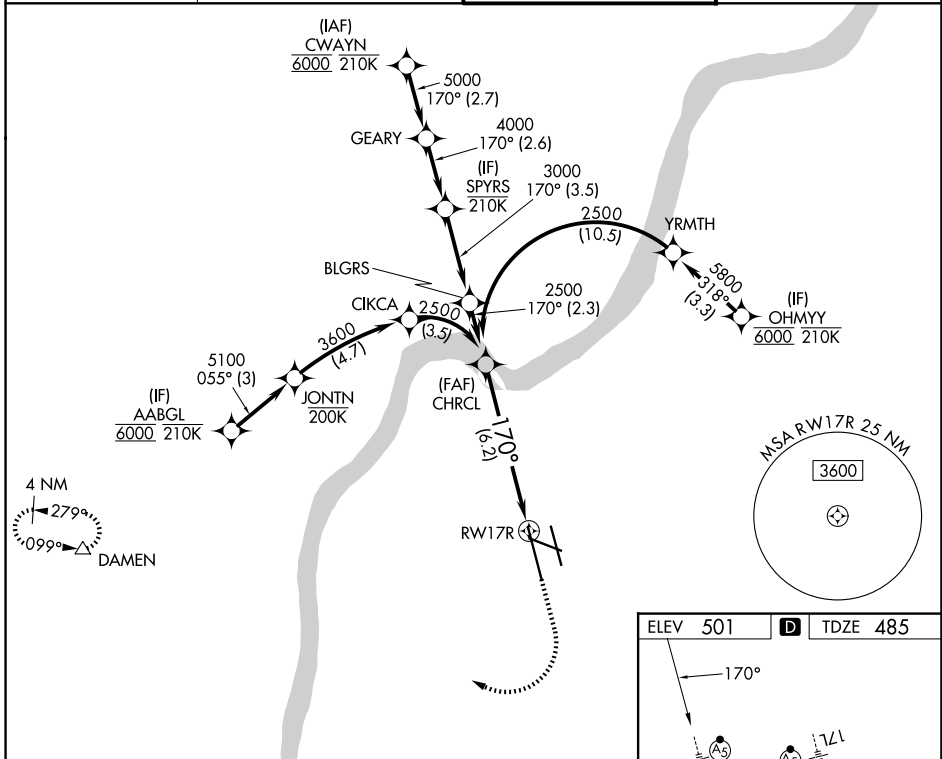 (IAF)
CWAYN
6000 210K
5000
170° (2.7)
GEARY
4000
170° (2.6)
(IF)
SPYRS
210K
3000
170° (3.5)
2500
(10.5)
YRMTH
5800
318°
(3.3)
(IF)
OHMYY
6000 210K
BLGRS
2500
170° (2.3)
CIKCA
2500
(3.5)
3600
(4.7)
5100
055° (3)
JONTN
200K
(IF)
AABGL
6000 210K
(FAF)
CHRCL
170°
(6.2)
MSA RW17R 25 NM
3600
4 NM
279°
099°
DAMEN
RW17R
ELEV 501 D TDZE 485
170°
17L
A5
A5